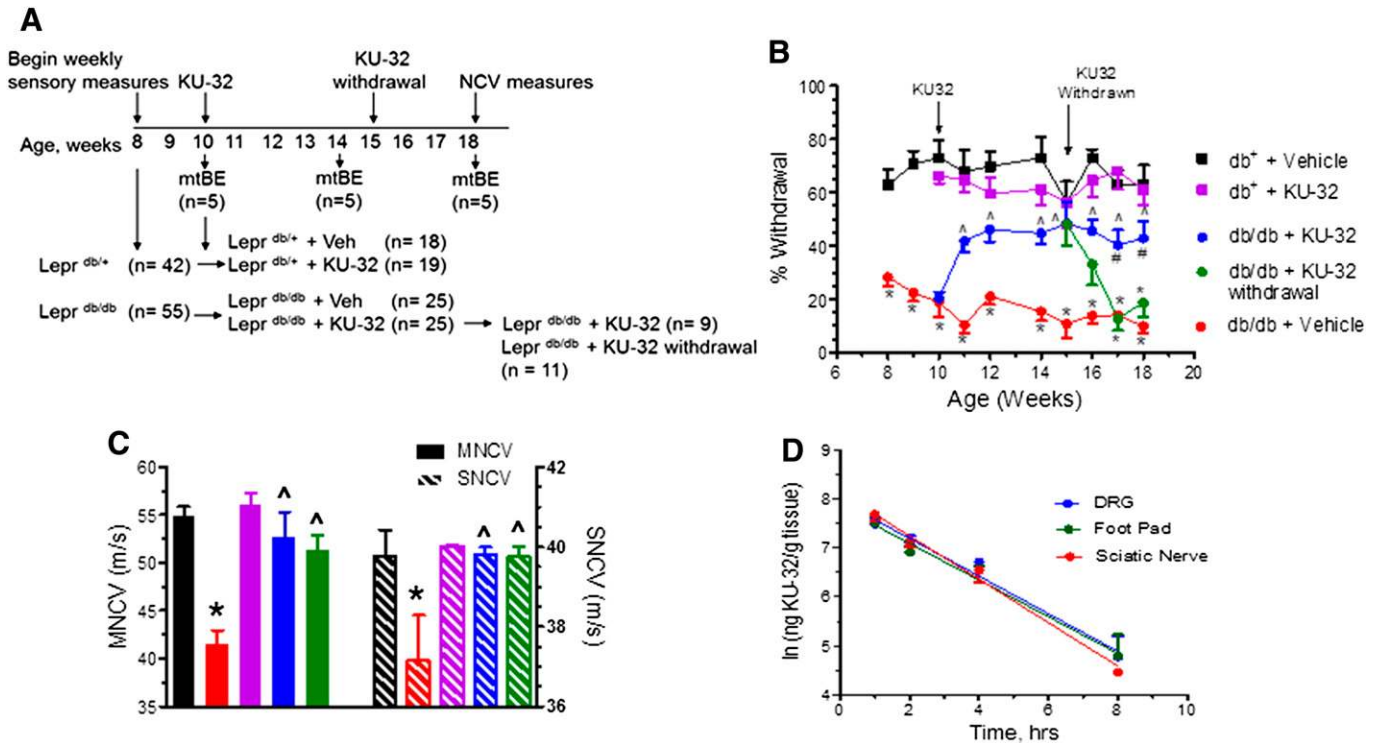 A
Begin weekly
sensory measures
KU-32
KU-32
withdrawal
NCV measures
Age, weeks 8 9 10 11 12 13 14 15 16 17 18
mtBE
(n=5)
mtBE
(n=5)
mtBE
(n=5)
Lepr db/+ (n= 42)
Lepr db/+ + Veh (n= 18)
Lepr db/+ + KU-32 (n= 19)
Lepr db/db (n= 55)
Lepr db/db + Veh (n= 25)
Lepr db/db + KU-32 (n= 25)
Lepr db/db + KU-32 (n= 9)
Lepr db/db + KU-32 withdrawal
(n = 11)
B
KU32
KU32
Withdrawn
% Withdrawal
100
80
60
40
20
0
6 8 10 12 14 16 18 20
Age (Weeks)
^ ^ ^ ^ ^ ^ ^
# #
* * * * * * * * * *
* *
db+ + Vehicle
db+ + KU-32
db/db + KU-32
db/db + KU-32
withdrawal
db/db + Vehicle
C
MNCV
SNCV
MNCV (m/s)
60
55
50
45
40
35
* ^ ^ * ^ ^
SNCV (m/s)
42
40
38
36
D
ln (ng KU-32/g tissue)
9
8
7
6
5
4
0 2 4 6 8 10
Time, hrs
DRG
Foot Pad
Sciatic Nerve